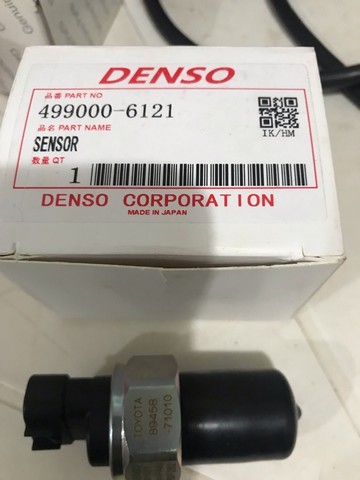 DENSO
品番 PART NO
499000-6121
品名 PART NAME
IK/HM
SENSOR
数量 QT
1
DENSO CORPORATION
MADE IN JAPAN
TOYOTA
89458
-71010
Genuine